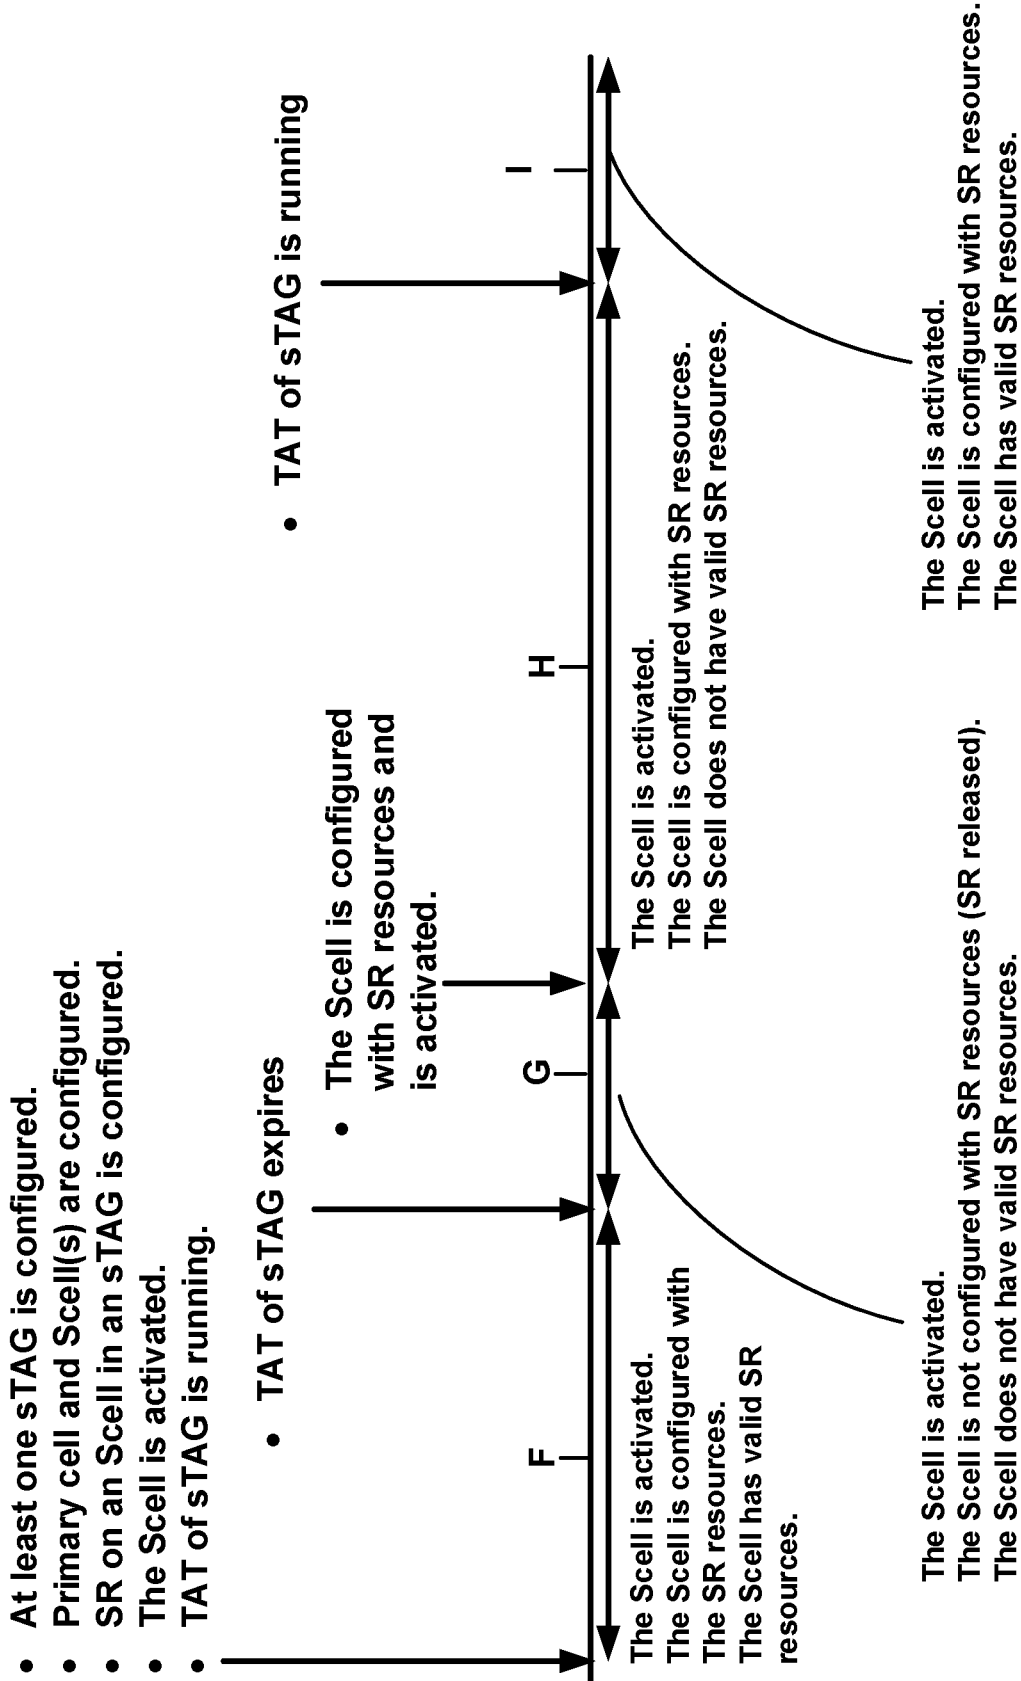 At least one sTAG is configured.
Primary cell and Scell(s) are configured.
SR on an Scell in an sTAG is configured.
The Scell is activated.
TAT of sTAG is running.
TAT of sTAG expires
The Scell is configured
with SR resources and
is activated.
TAT of sTAG is running
F
G
H
I
The Scell is activated.
The Scell is configured with
the SR resources.
The Scell has valid SR
resources.
The Scell is activated.
The Scell is configured with SR resources.
The Scell does not have valid SR resources.
The Scell is activated.
The Scell is not configured with SR resources (SR released).
The Scell does not have valid SR resources.
The Scell is activated.
The Scell is configured with SR resources.
The Scell has valid SR resources.